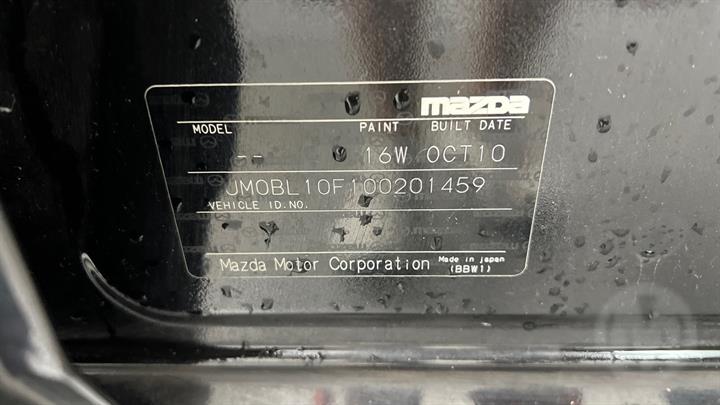 mazda
MODEL PAINT BUILT DATE
-- 16W OCT10
JM0BL10F100201459
VEHICLE ID.NO.
Mazda Motor Corporation Made in japan
(BBW1)